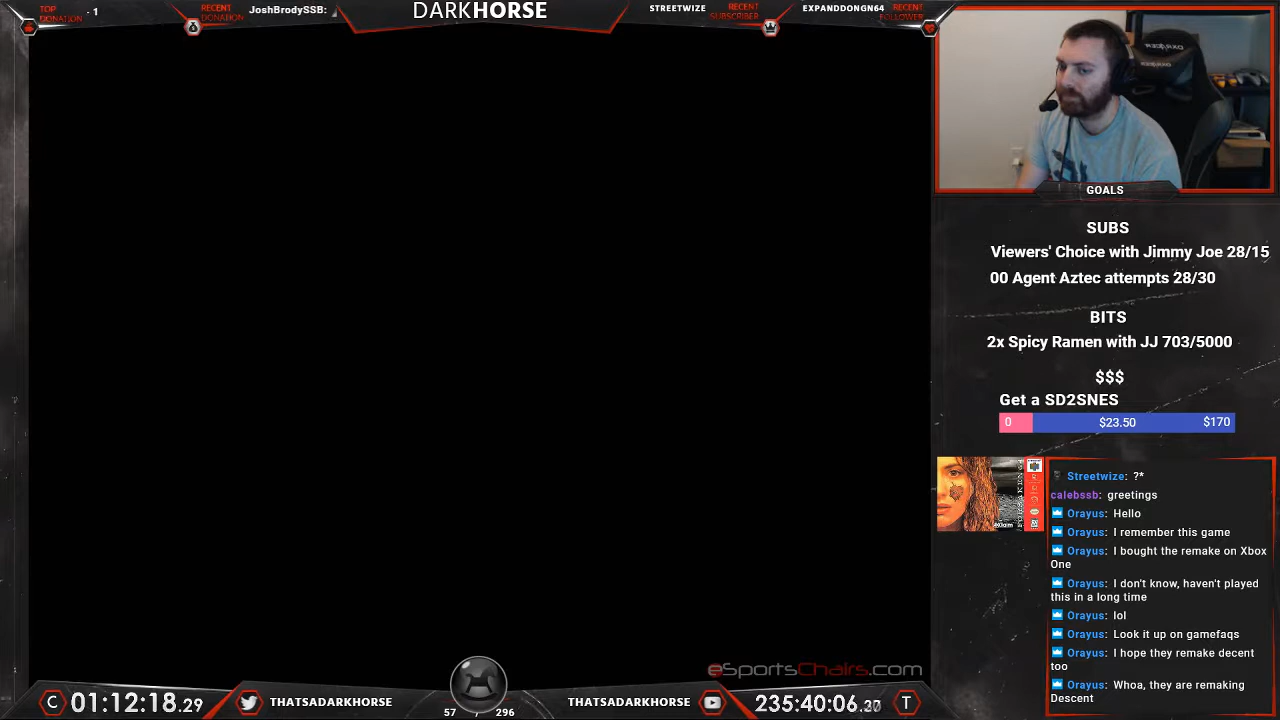 TOP
DONATION
- 1
RECENT
DONATION
JoshBrodySSB:
DARKHORSE
STREETWIZE
RECENT
SUBSCRIBER
EXPANDDONGN64
RECENT
FOLLOWER
GOALS
SUBS
Viewers' Choice with Jimmy Joe 28/15
00 Agent Aztec attempts 28/30
BITS
2x Spicy Ramen with JJ 703/5000
$$$
Get a SD2SNES
0 $23.50 $170
FORSAKEN
AKlaim
Streetwize: ?*
calebssb: greetings
Orayus: Hello
Orayus: I remember this game
Orayus: I bought the remake on Xbox
One
Orayus: I don't know, haven't played
this in a long time
Orayus: lol
Orayus: Look it up on gamefaqs
Orayus: I hope they remake decent
too
Orayus: Whoa, they are remaking
Descent
eSportsChairs.com
C 01:12:18.29
THATSADARKHORSE
57 / 296
THATSADARKHORSE
235:40:06.20 T